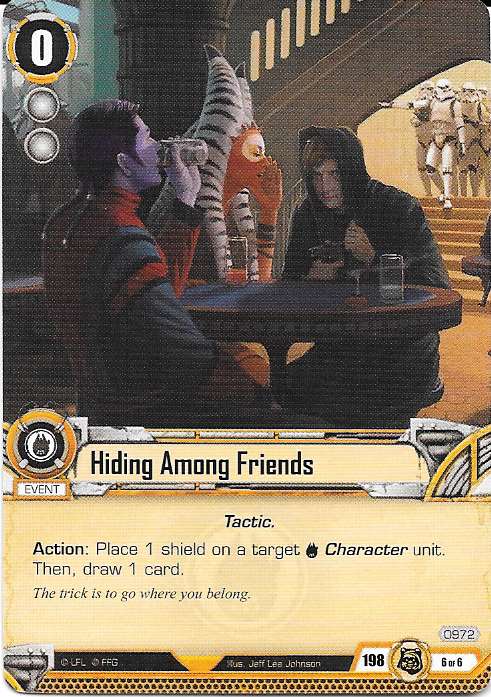 0
Hiding Among Friends
EVENT
Tactic.
Action: Place 1 shield on a target Character unit.
Then, draw 1 card.
The trick is to go where you belong.
0972
© LFL © FFG
Illus. Jeff Lee Johnson
198
6 of 6